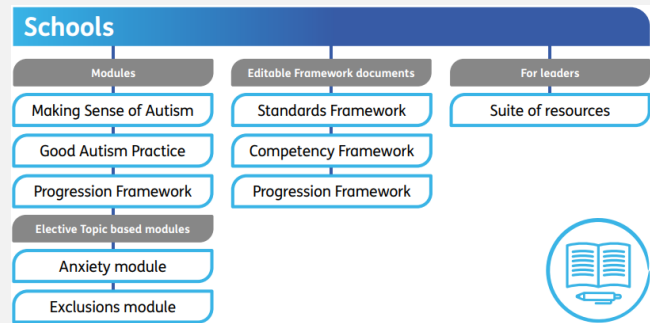 Schools
Modules
Making Sense of Autism
Good Autism Practice
Progression Framework
Elective Topic based modules
Anxiety module
Exclusions module
Editable Framework documents
Standards Framework
Competency Framework
Progression Framework
For leaders
Suite of resources